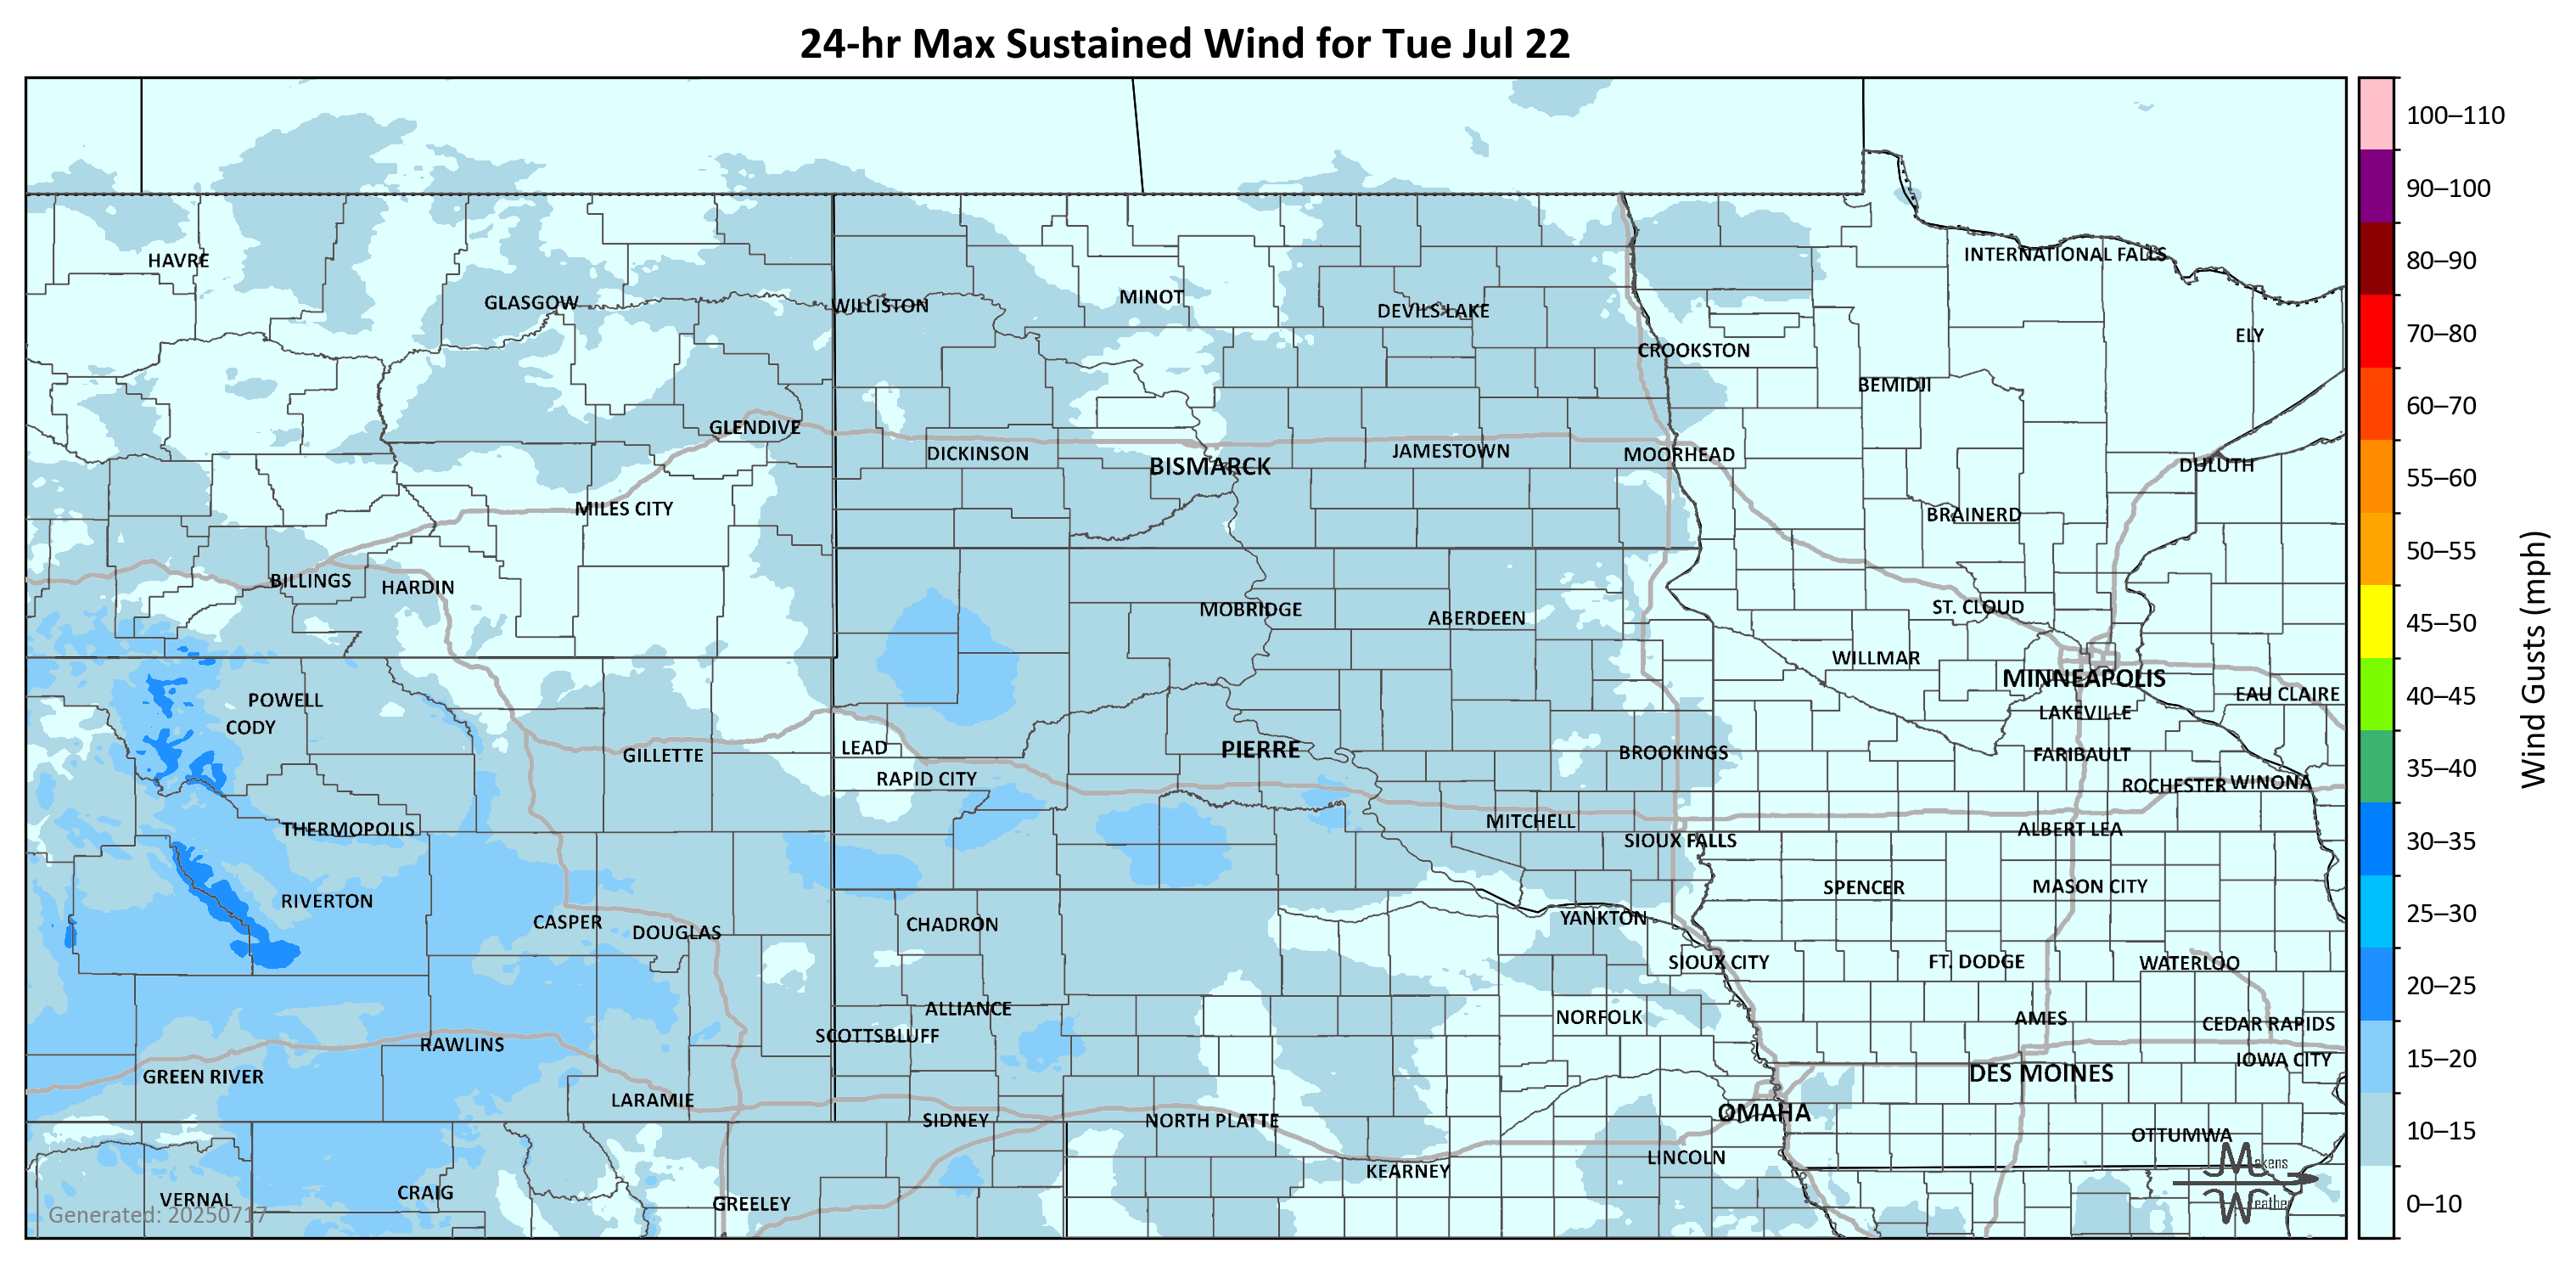 24-hr Max Sustained Wind for Tue Jul 22
100–110
90–100
80–90
70–80
60–70
55–60
50–55
45–50
40–45
35–40
30–35
25–30
20–25
15–20
10–15
0–10
Wind Gusts (mph)
HAVRE
INTERNATIONAL FALLS
GLASGOW
WILLISTON
MINOT
DEVILS LAKE
ELY
CROOKSTON
BEMIDJI
GLENDIVE
DICKINSON
BISMARCK
JAMESTOWN
MOORHEAD
DULUTH
MILES CITY
BRAINERD
BILLINGS
HARDIN
MOBRIDGE
ABERDEEN
ST. CLOUD
WILLMAR
MINNEAPOLIS
POWELL
EAU CLAIRE
CODY
LAKEVILLE
GILLETTE
LEAD
PIERRE
BROOKINGS
FARIBAULT
RAPID CITY
ROCHESTER
WINONA
THERMOPOLIS
MITCHELL
ALBERT LEA
SIOUX FALLS
RIVERTON
SPENCER
MASON CITY
CASPER
DOUGLAS
CHADRON
YANKTON
SIOUX CITY
FT. DODGE
WATERLOO
ALLIANCE
NORFOLK
AMES
CEDAR RAPIDS
SCOTTSBLUFF
RAWLINS
IOWA CITY
GREEN RIVER
DES MOINES
LARAMIE
SIDNEY
NORTH PLATTE
OMAHA
OTTUMWA
KEARNEY
LINCOLN
VERNAL
CRAIG
GREELEY
Generated: 20250717
Makens
Weather